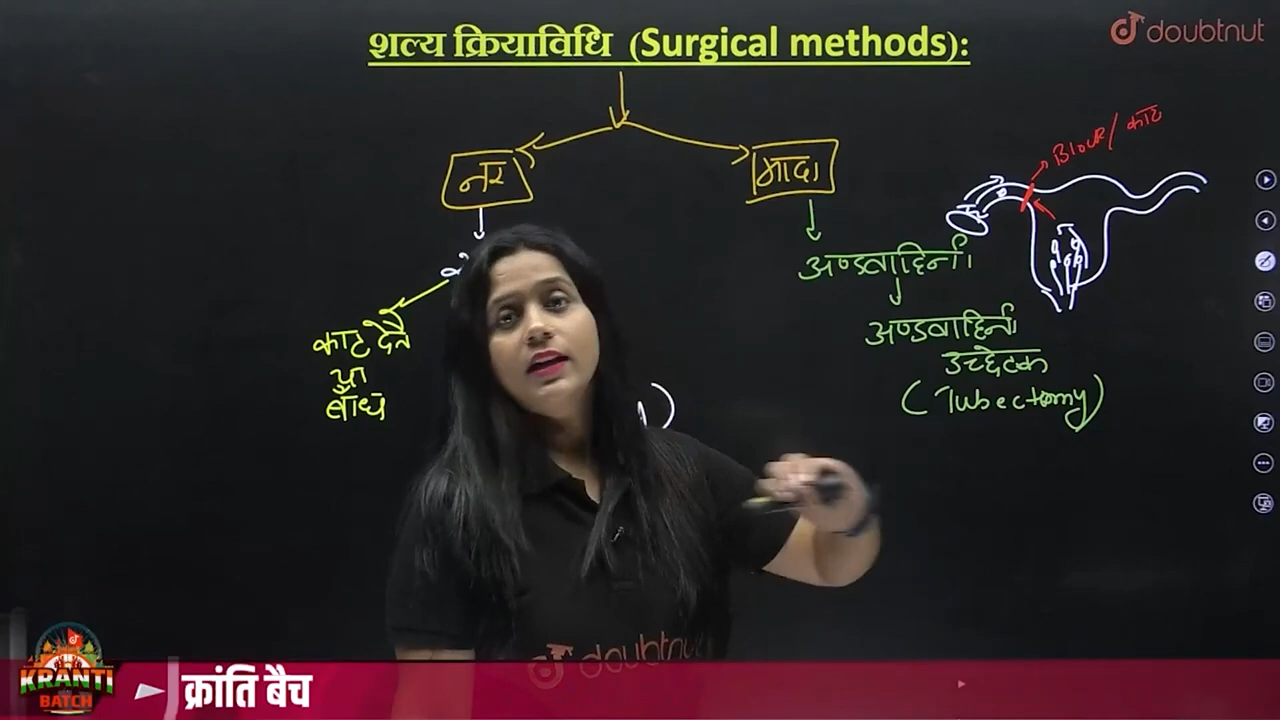 शल्य क्रियाविधि (Surgical methods):
doubtnut
Block/ काट
नर
मादा
अण्डवाहिनी
काट देते
या
बाँध
अण्डवाहिनी
उच्छेदन
(Tubectomy)
doubtnut
KRANTI
BATCH
क्रांति बैच